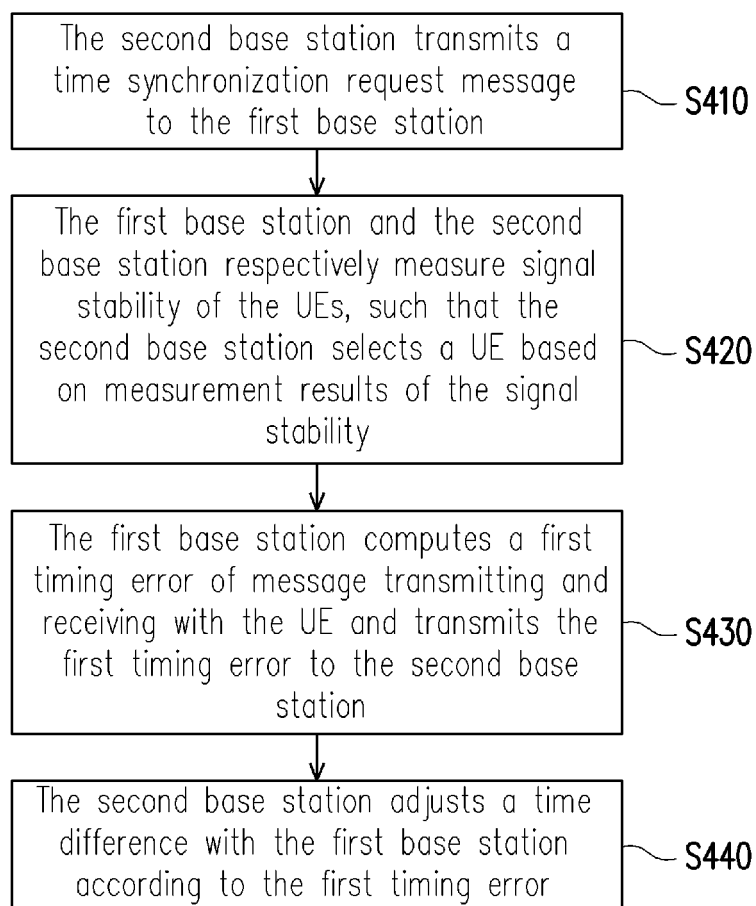 The second base station transmits a
time synchronization request message
to the first base station
S410
The first base station and the second
base station respectively measure signal
stability of the UEs, such that the
second base station selects a UE based
on measurement results of the signal
stability
S420
The first base station computes a first
timing error of message transmitting and
receiving with the UE and transmits the
first timing error to the second base
station
S430
The second base station adjusts a time
difference with the first base station
according to the first timing error
S440